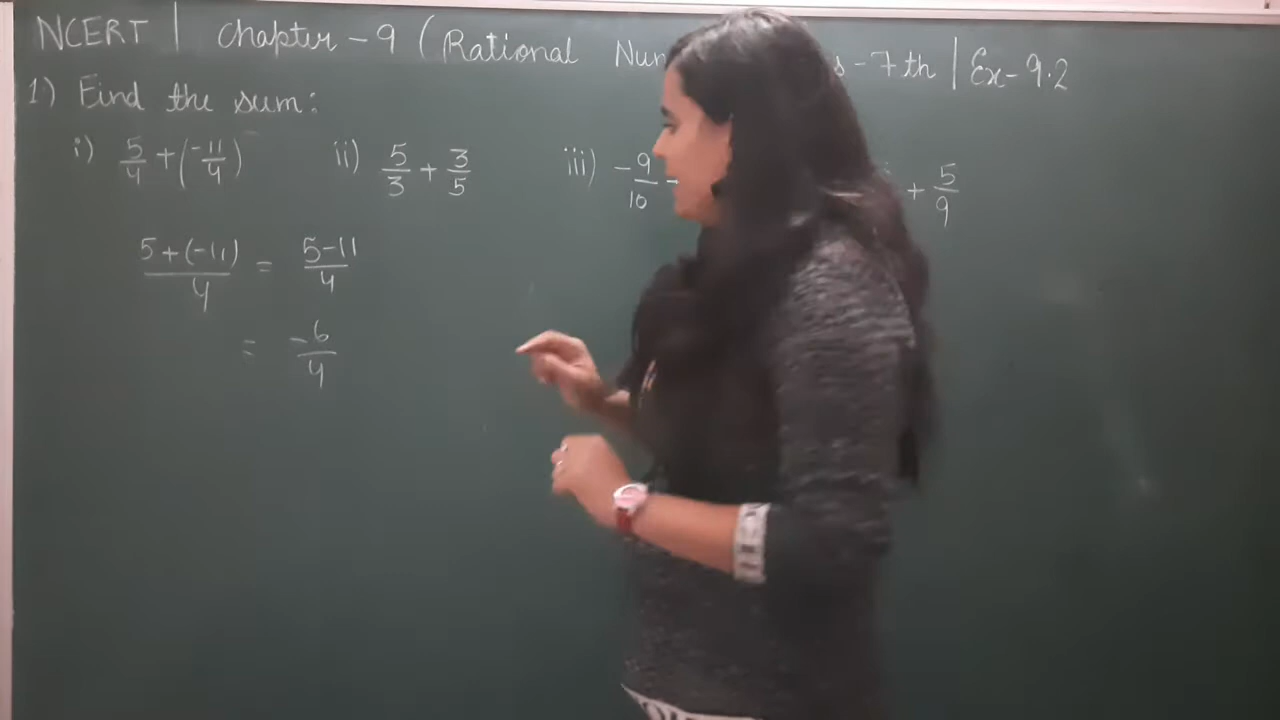 NCERT | Chapter - 9 (Rational Num s - 7th | Ex - 9.2
1) Find the sum:
i) 5/4 + (-11/4) ii) 5/3 + 3/5 iii) -9/10 + 5/9
5+(-11)/4 = 5-11/4
= -6/4